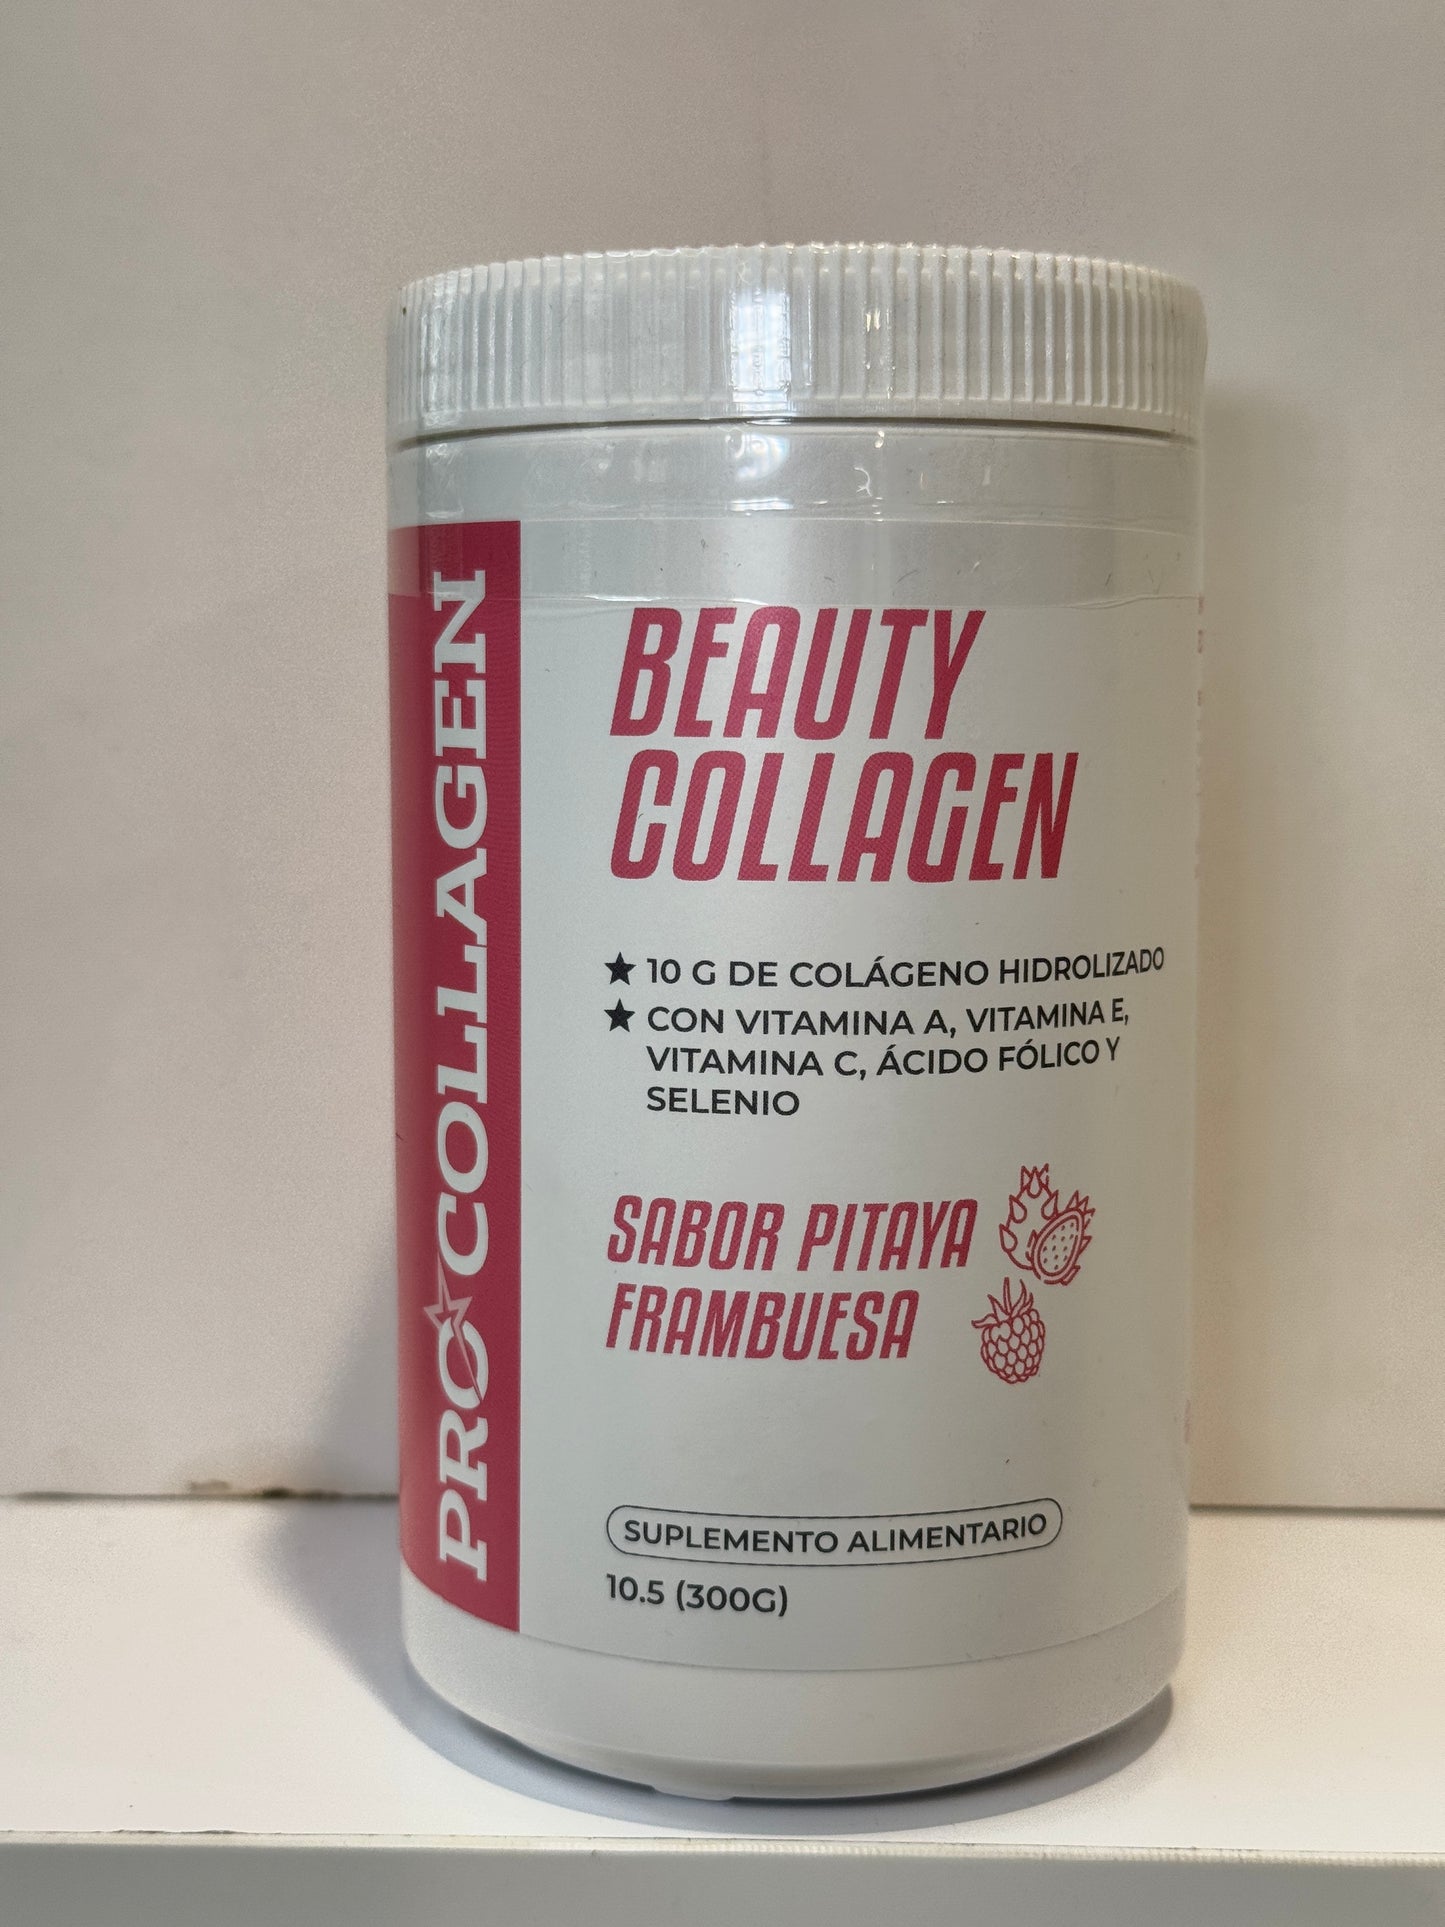 PRO COLLAGEN
BEAUTY
COLLAGEN
10 G DE COLÁGENO HIDROLIZADO
CON VITAMINA A, VITAMINA E,
VITAMINA C, ÁCIDO FÓLICO Y
SELENIO
SABOR PITAYA
FRAMBUESA
SUPLEMENTO ALIMENTARIO
10.5 (300G)